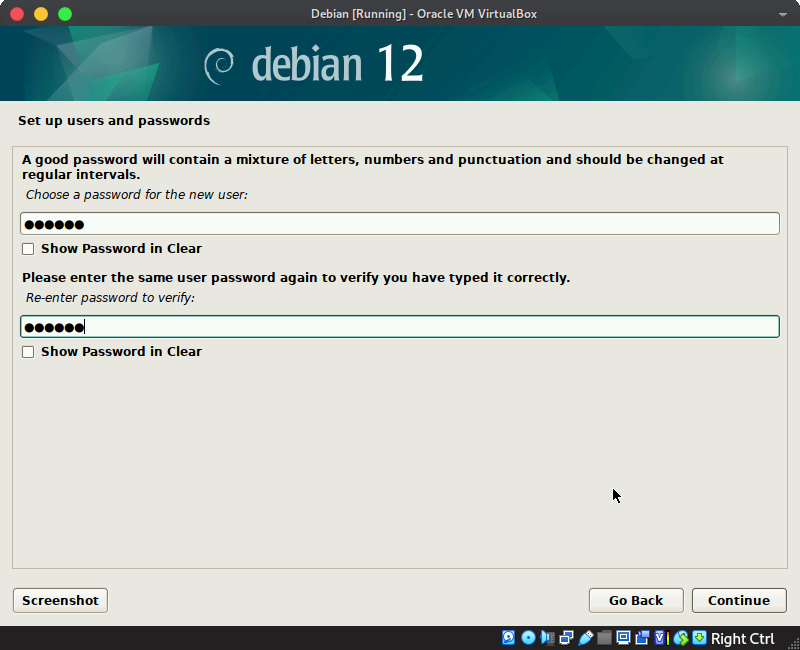 Debian [Running] - Oracle VM VirtualBox
debian 12
Set up users and passwords
A good password will contain a mixture of letters, numbers and punctuation and should be changed at
regular intervals.
Choose a password for the new user:
●●●●●●
Show Password in Clear
Please enter the same user password again to verify you have typed it correctly.
Re-enter password to verify:
●●●●●●
Show Password in Clear
Screenshot
Go Back
Continue
Right Ctrl